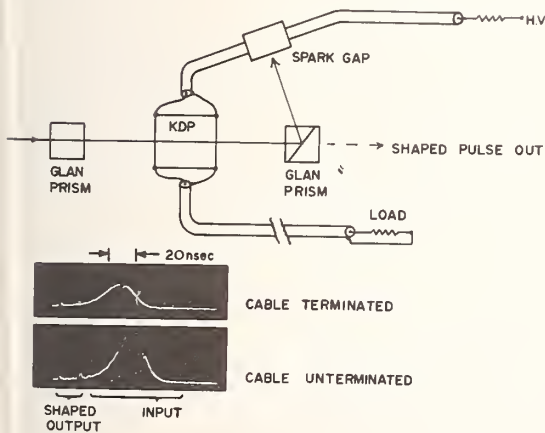 H.V.
SPARK GAP
KDP
GLAN
PRISM
GLAN
PRISM
SHAPED PULSE OUT
LOAD
20nsec
CABLE TERMINATED
CABLE UNTERMINATED
SHAPED
OUTPUT
INPUT